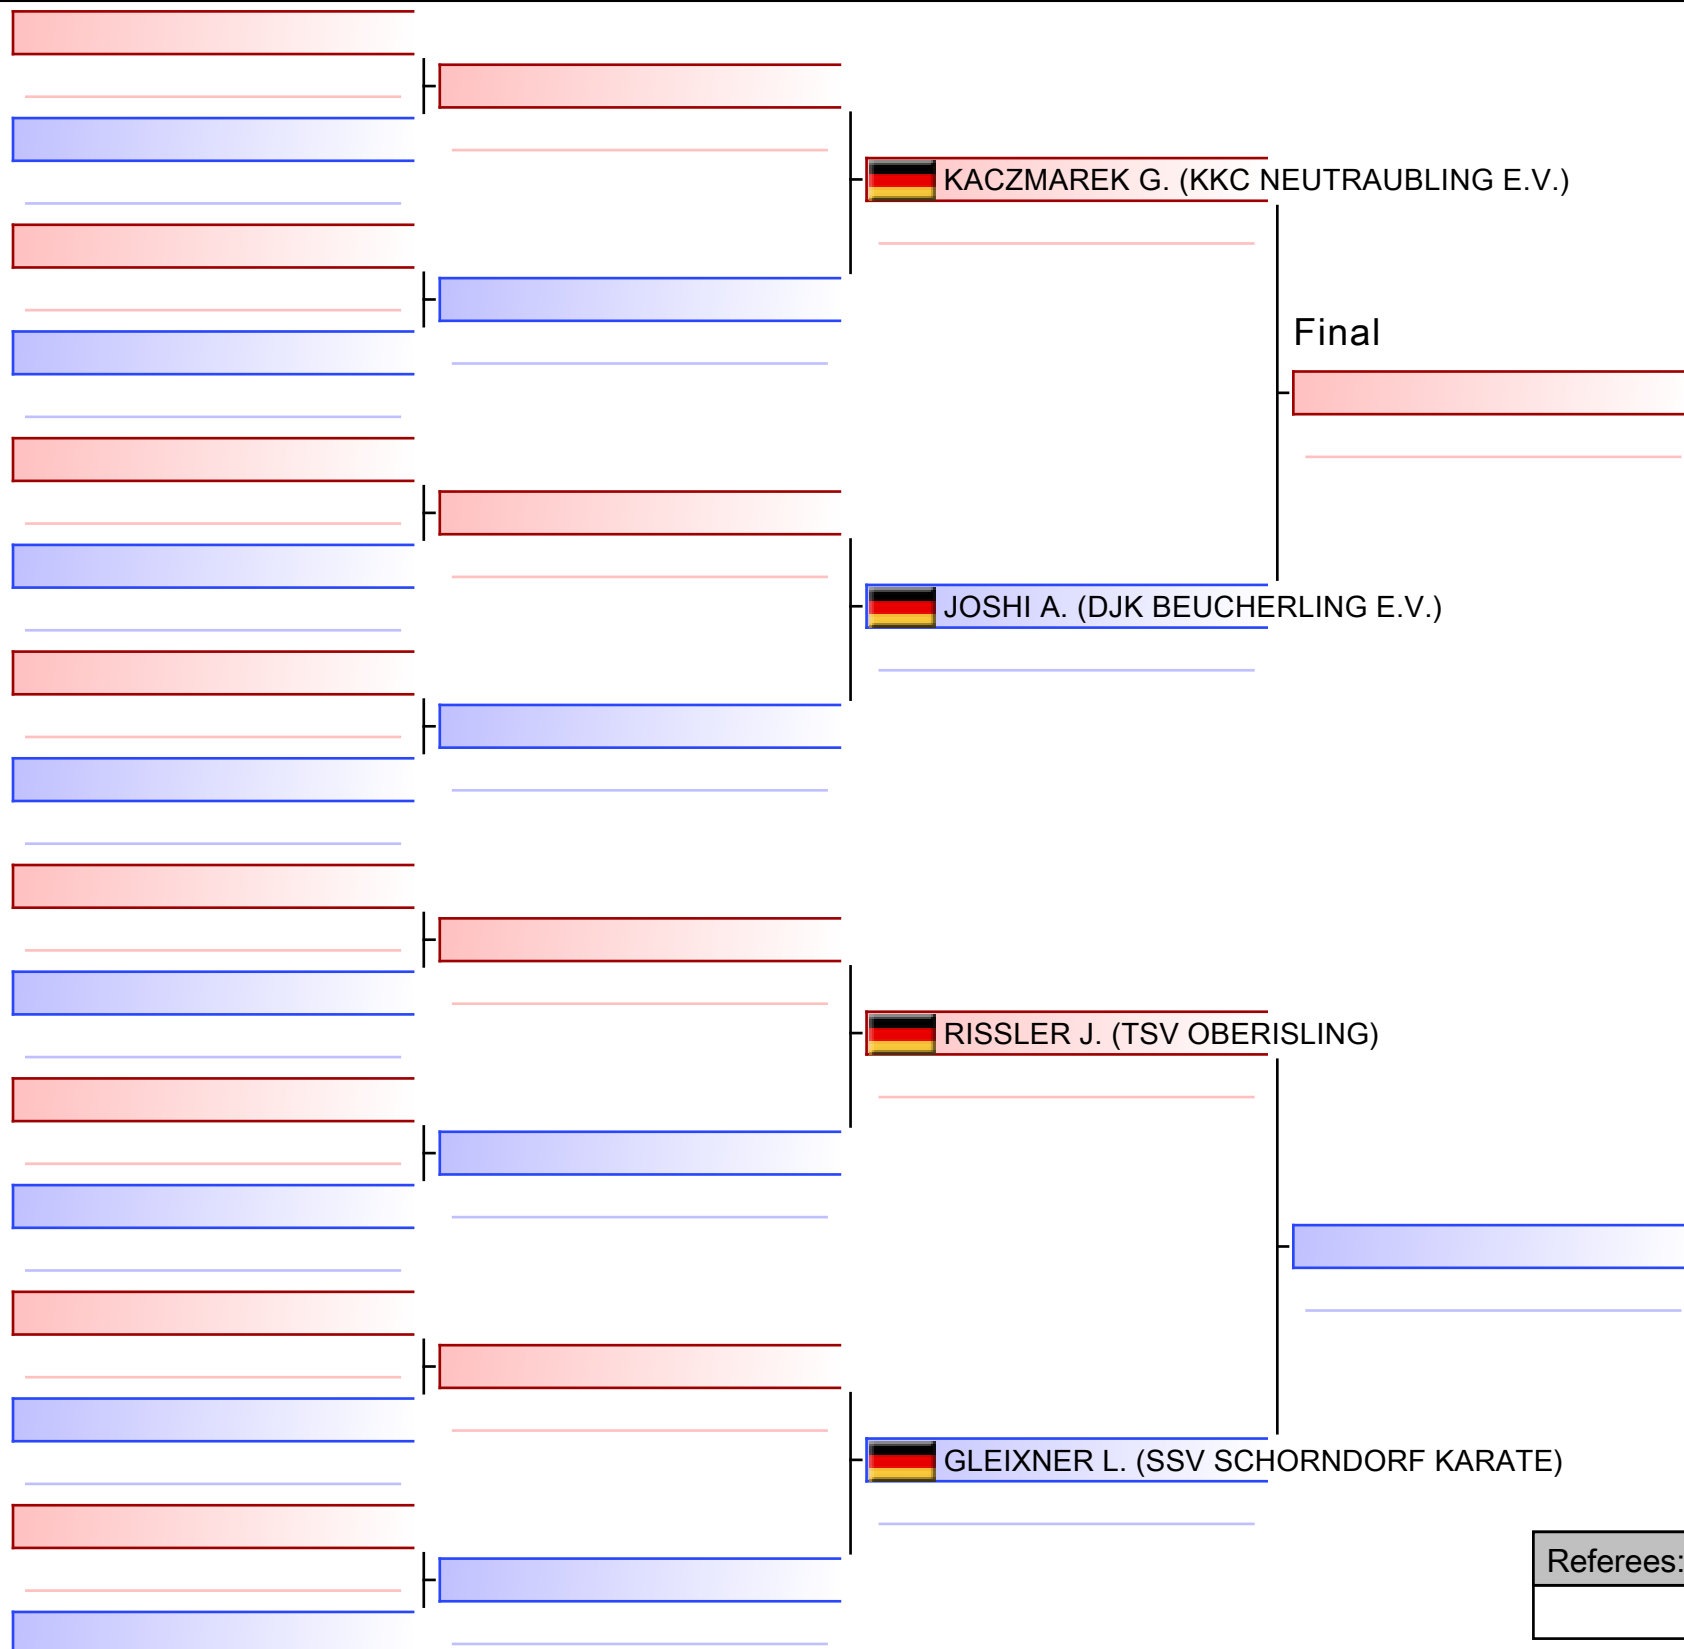 KACZMAREK G. (KKC NEUTRAUBLING E.V.)
Final
JOSHI A. (DJK BEUCHERLING E.V.)
RISSLER J. (TSV OBERISLING)
GLEIXNER L. (SSV SCHORNDORF KARATE)
Referees: